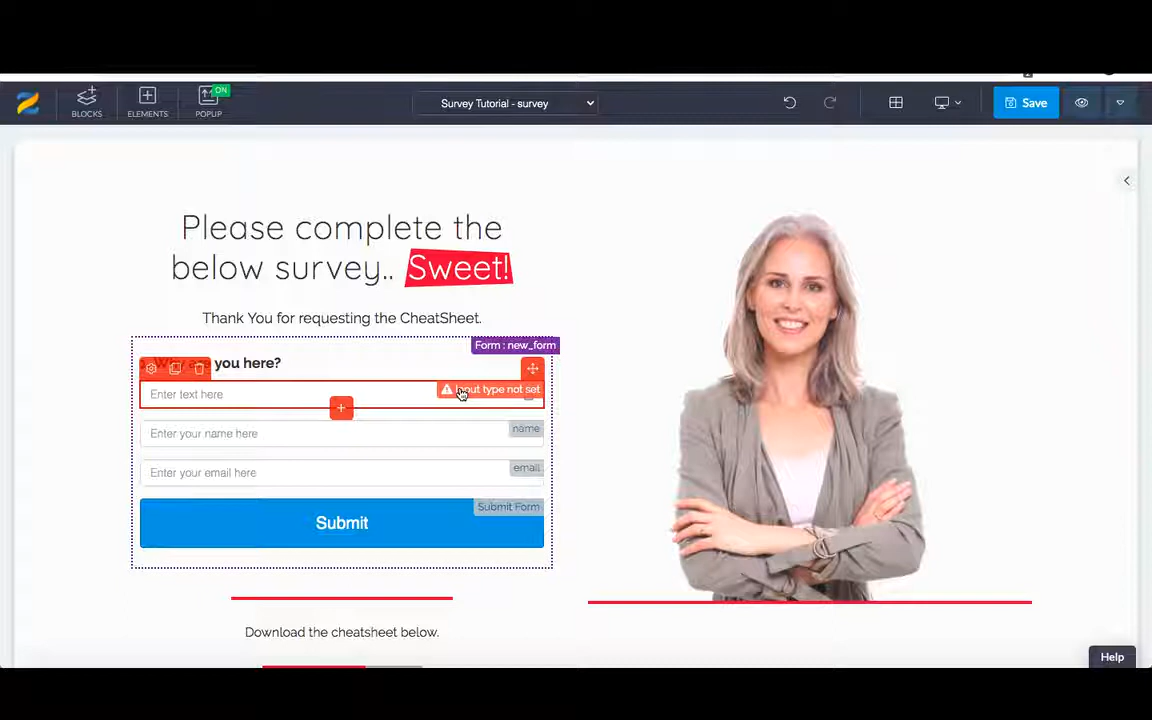 BLOCKS
ELEMENTS
ON
POPUP
Survey Tutorial - survey
Save
Please complete the
below survey.. Sweet!
Thank You for requesting the CheatSheet.
Form : new_form
Why are you here?
Enter text here
Input type not set
Enter your name here
name
Enter your email here
email
Submit Form
Submit
Download the cheatsheet below.
Help